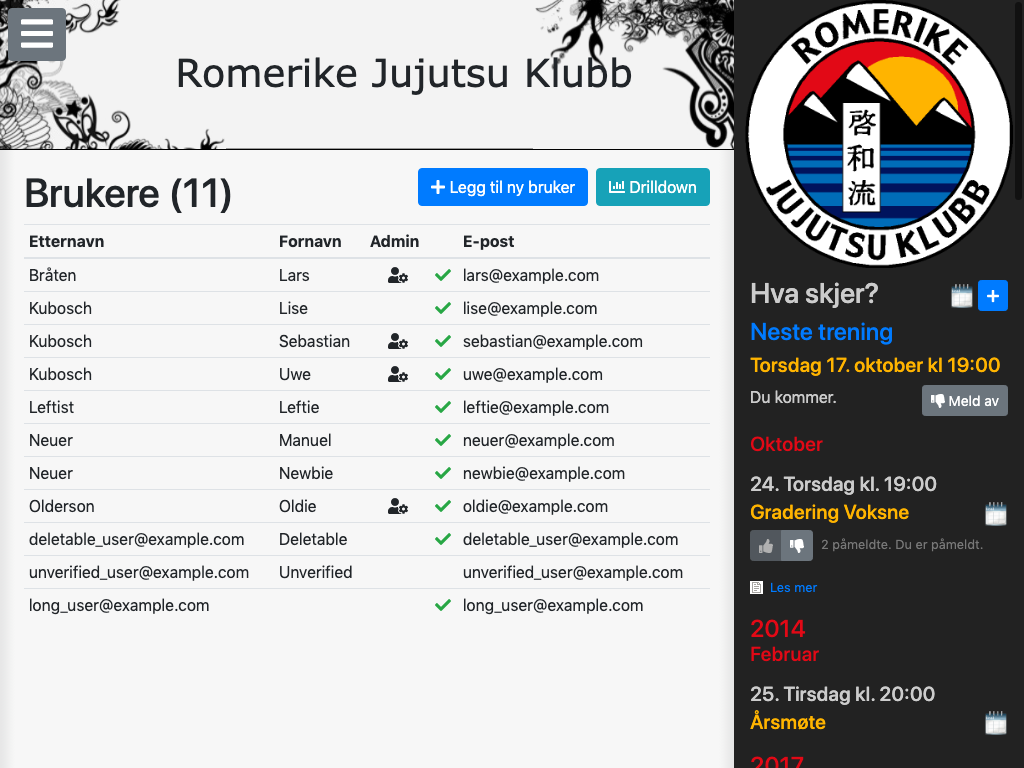 Romerike Jujutsu Klubb
Brukere (11)
Legg til ny bruker
Drilldown
Etternavn Fornavn Admin E-post
Bråten Lars lars@example.com
Kubosch Lise lise@example.com
Kubosch Sebastian sebastian@example.com
Kubosch Uwe uwe@example.com
Leftist Leftie leftie@example.com
Neuer Manuel neuer@example.com
Neuer Newbie newbie@example.com
Olderson Oldie oldie@example.com
deletable_user@example.com Deletable deletable_user@example.com
unverified_user@example.com Unverified unverified_user@example.com
long_user@example.com long_user@example.com
ROMERIKE
啓和流
JUJUTSU KLUBB
Hva skjer?
Neste trening
Torsdag 17. oktober kl 19:00
Du kommer.
Meld av
Oktober
24. Torsdag kl. 19:00
Gradering Voksne
2 påmeldte. Du er påmeldt.
Les mer
2014
Februar
25. Tirsdag kl. 20:00
Årsmøte
2017